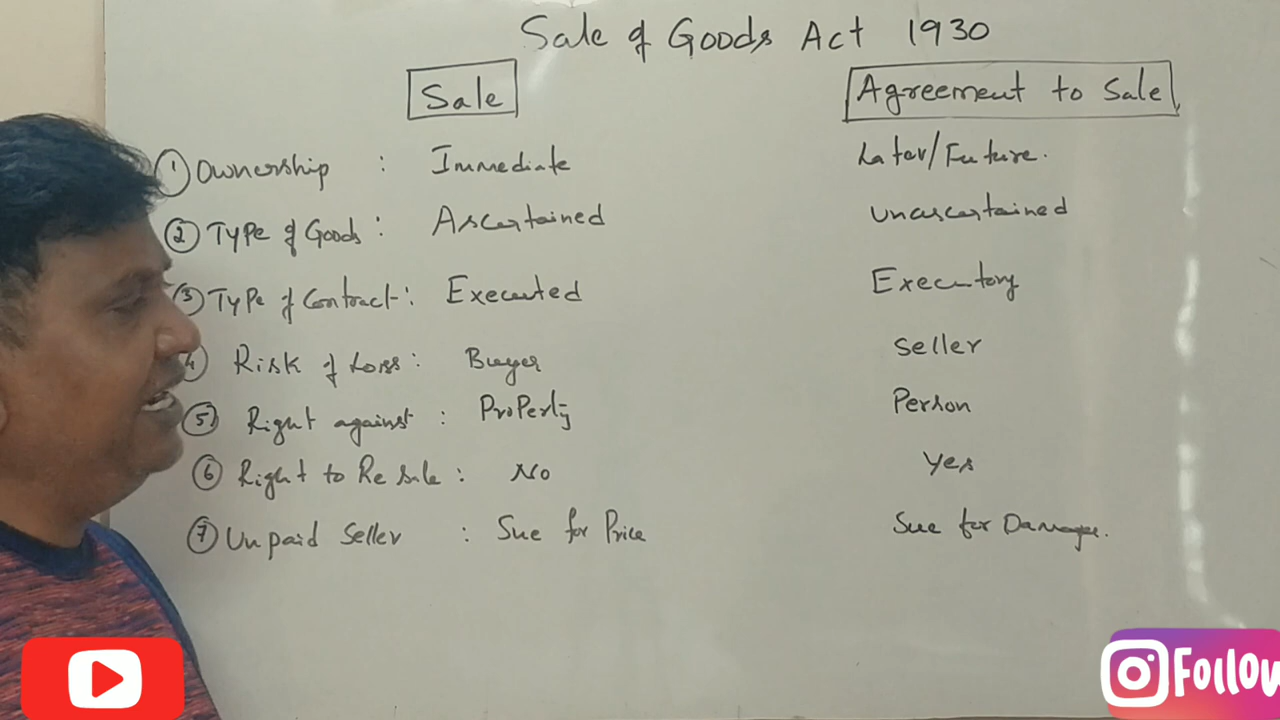 Sale of Goods Act 1930
Sale Agreement to Sale
① Ownership : Immediate Later/Future.
② Type of Goods : Ascertained unascertained
③ Type of Contract : Executed Executory
④ Risk of Loss : Buyer Seller
⑤ Right against : Property Person
⑥ Right to Re sale : No Yes
⑦ Unpaid Seller : Sue for Price Sue for Damages.
Follow